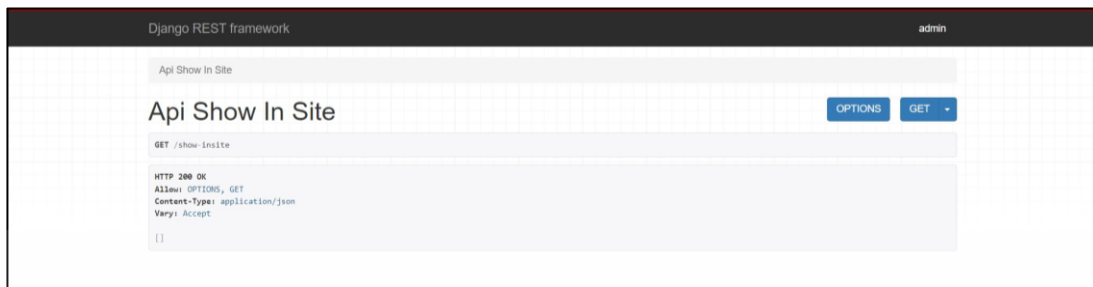 Django REST framework admin
Api Show In Site
Api Show In Site OPTIONS GET
GET /show-insite
HTTP 200 OK
Allow: OPTIONS, GET
Content-Type: application/json
Vary: Accept
[]